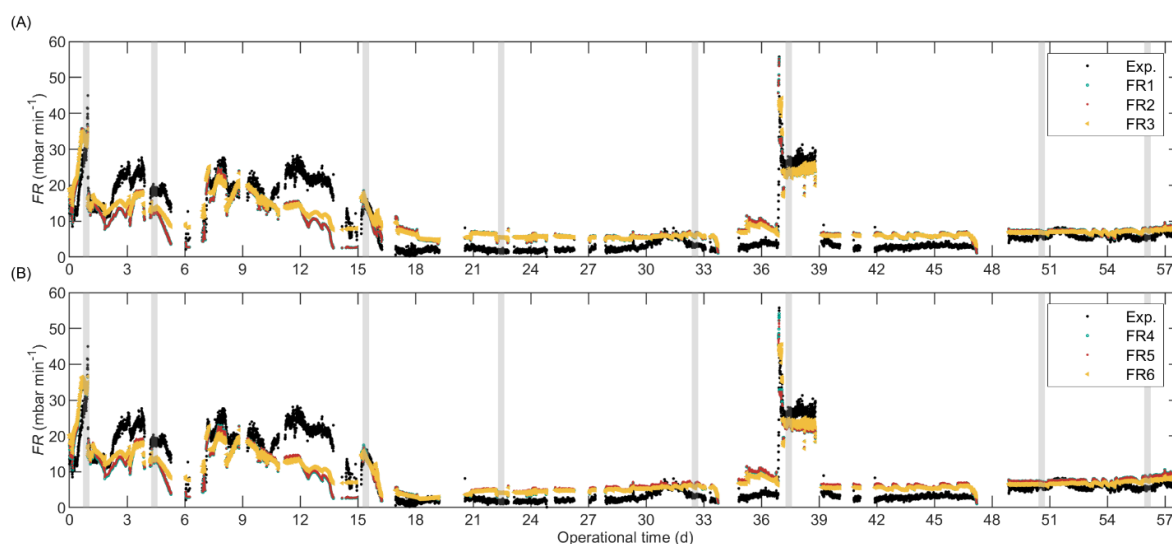 (A)
60
50
40
30
20
10
0
FR (mbar min⁻¹)
Exp.
FR1
FR2
FR3
0 3 6 9 12 15 18 21 24 27 30 33 36 39 42 45 48 51 54 57
(B)
60
50
40
30
20
10
0
FR (mbar min⁻¹)
Exp.
FR4
FR5
FR6
0 3 6 9 12 15 18 21 24 27 30 33 36 39 42 45 48 51 54 57
Operational time (d)